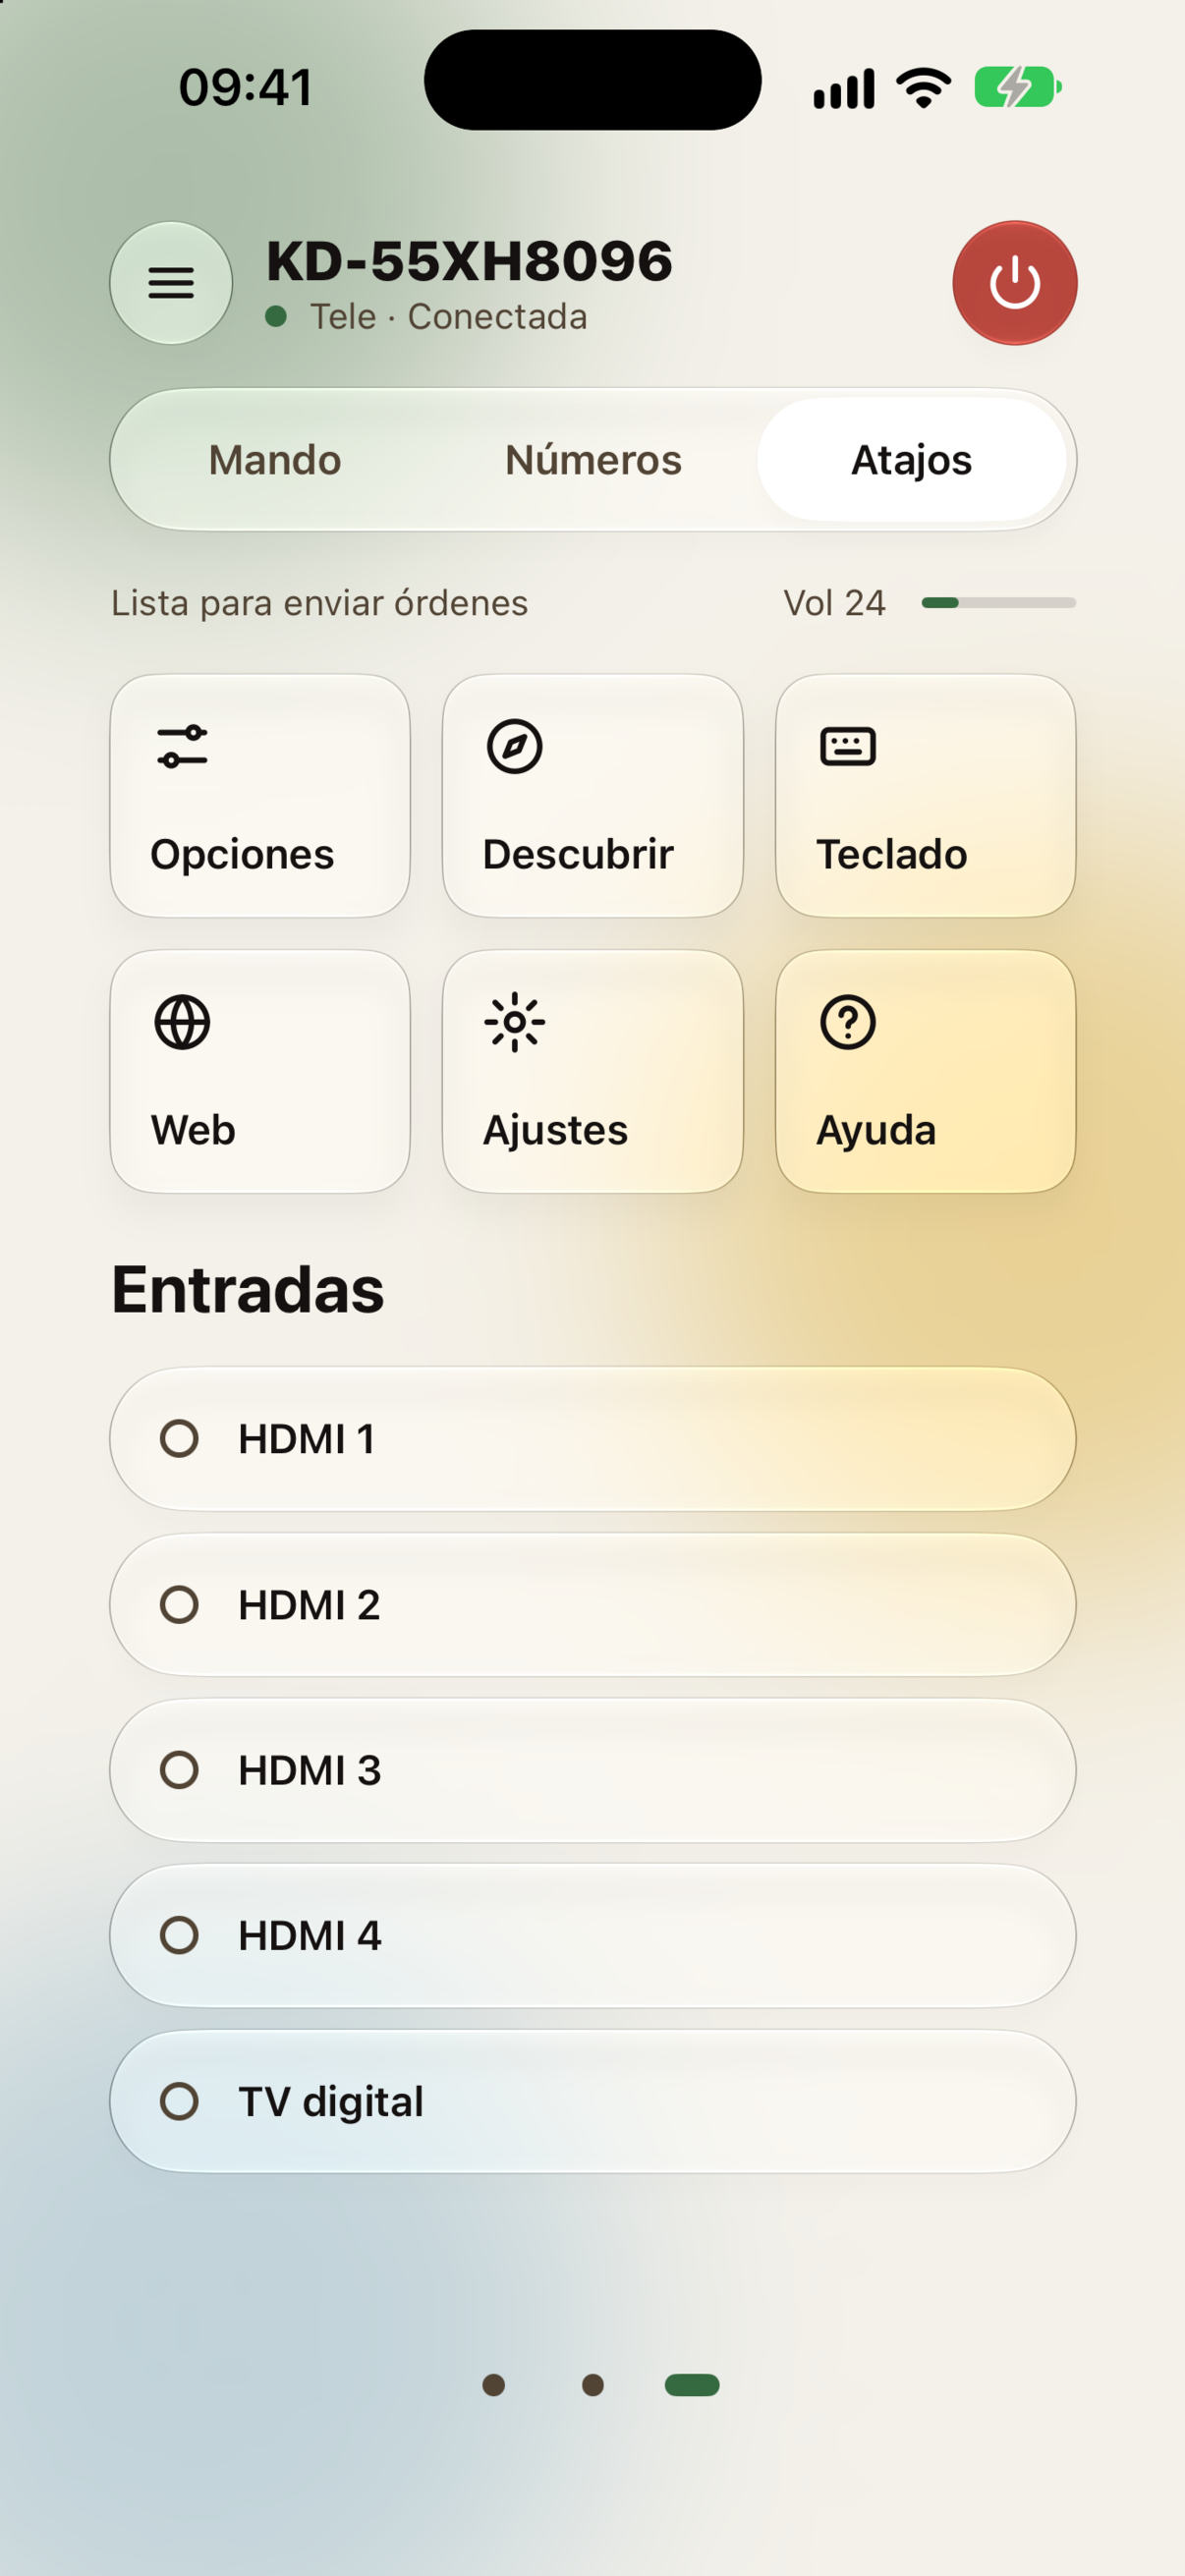 09:41
KD-55XH8096
Tele · Conectada
Mando Números Atajos
Lista para enviar órdenes Vol 24
Opciones Descubrir Teclado
Web Ajustes Ayuda
Entradas
HDMI 1
HDMI 2
HDMI 3
HDMI 4
TV digital